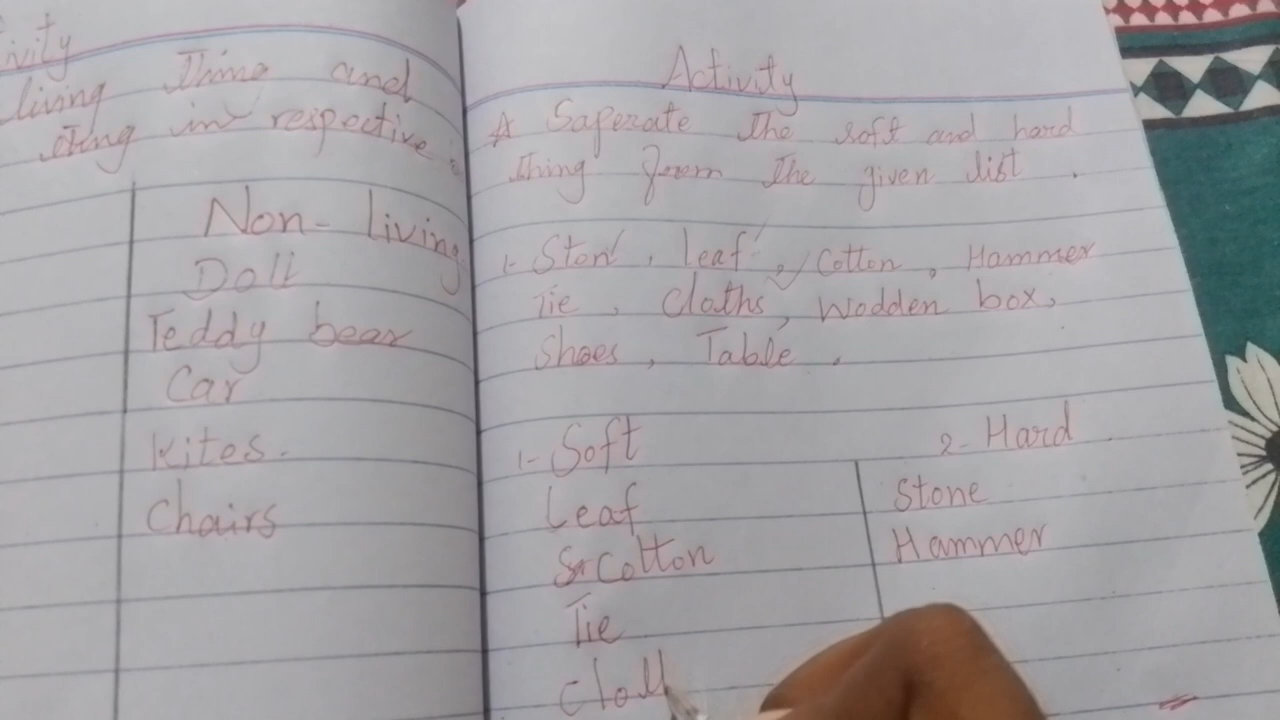 ivity
living Thing and
thing in respective
Non-living
Doll
Teddy bear
Car
Kites.
Chairs
Activity
Saperate The soft and hard
Thing from The given list .
1- Ston , leaf , Cotton , Hammer
Tie , Cloths , Wodden box,
Shoes , Table .
1- Soft
2- Hard
Leaf
Stone
Cotton
Hammer
Tie
Clott